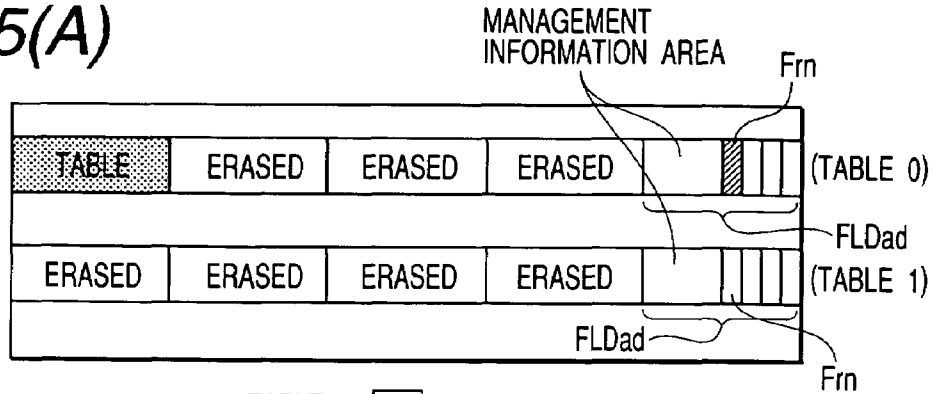 5(A)
MANAGEMENT
INFORMATION AREA
Frn
TABLE ERASED ERASED ERASED (TABLE 0)
FLDad
ERASED ERASED ERASED ERASED (TABLE 1)
FLDad
Frn